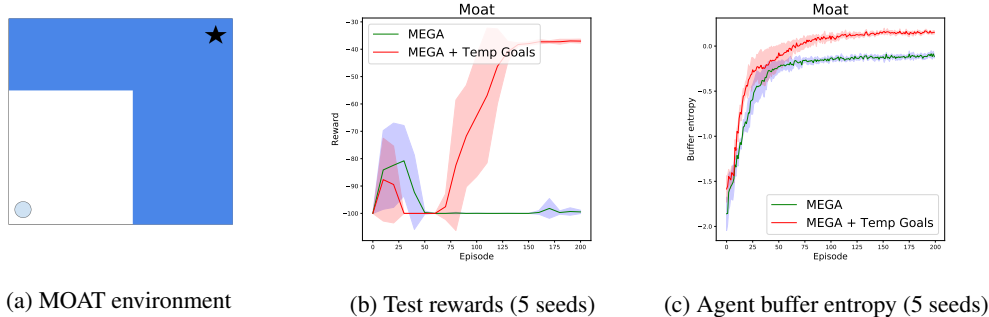 Moat
MEGA
MEGA + Temp Goals
−30
−40
−50
−60
−70
−80
−90
−100
Reward
0 25 50 75 100 125 150 175 200
Episode
Moat
0.0
−0.5
−1.0
−1.5
−2.0
Buffer entropy
MEGA
MEGA + Temp Goals
0 25 50 75 100 125 150 175 200
Episode
(a) MOAT environment
(b) Test rewards (5 seeds)
(c) Agent buffer entropy (5 seeds)